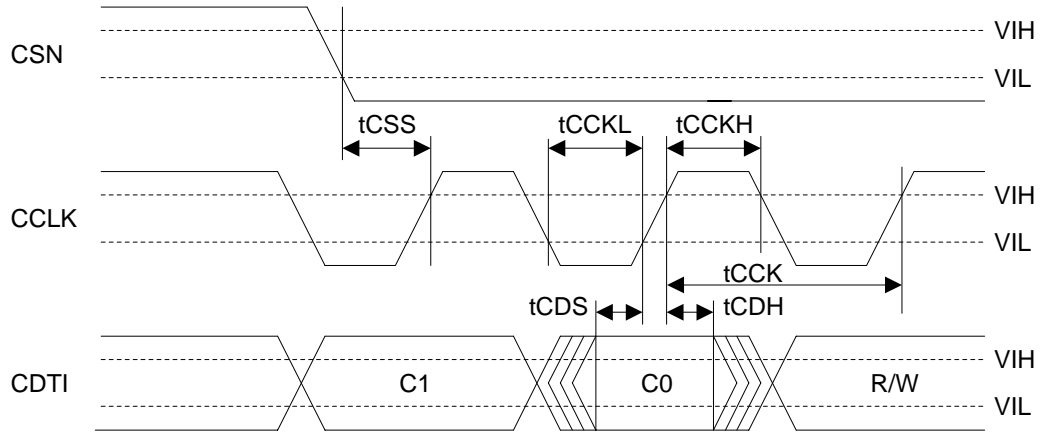 VIH
CSN
VIL
tCSS tCCKL tCCKH
VIH
CCLK
VIL
tCCK
tCDS tCDH
VIH
CDTI C1 C0 R/W
VIL